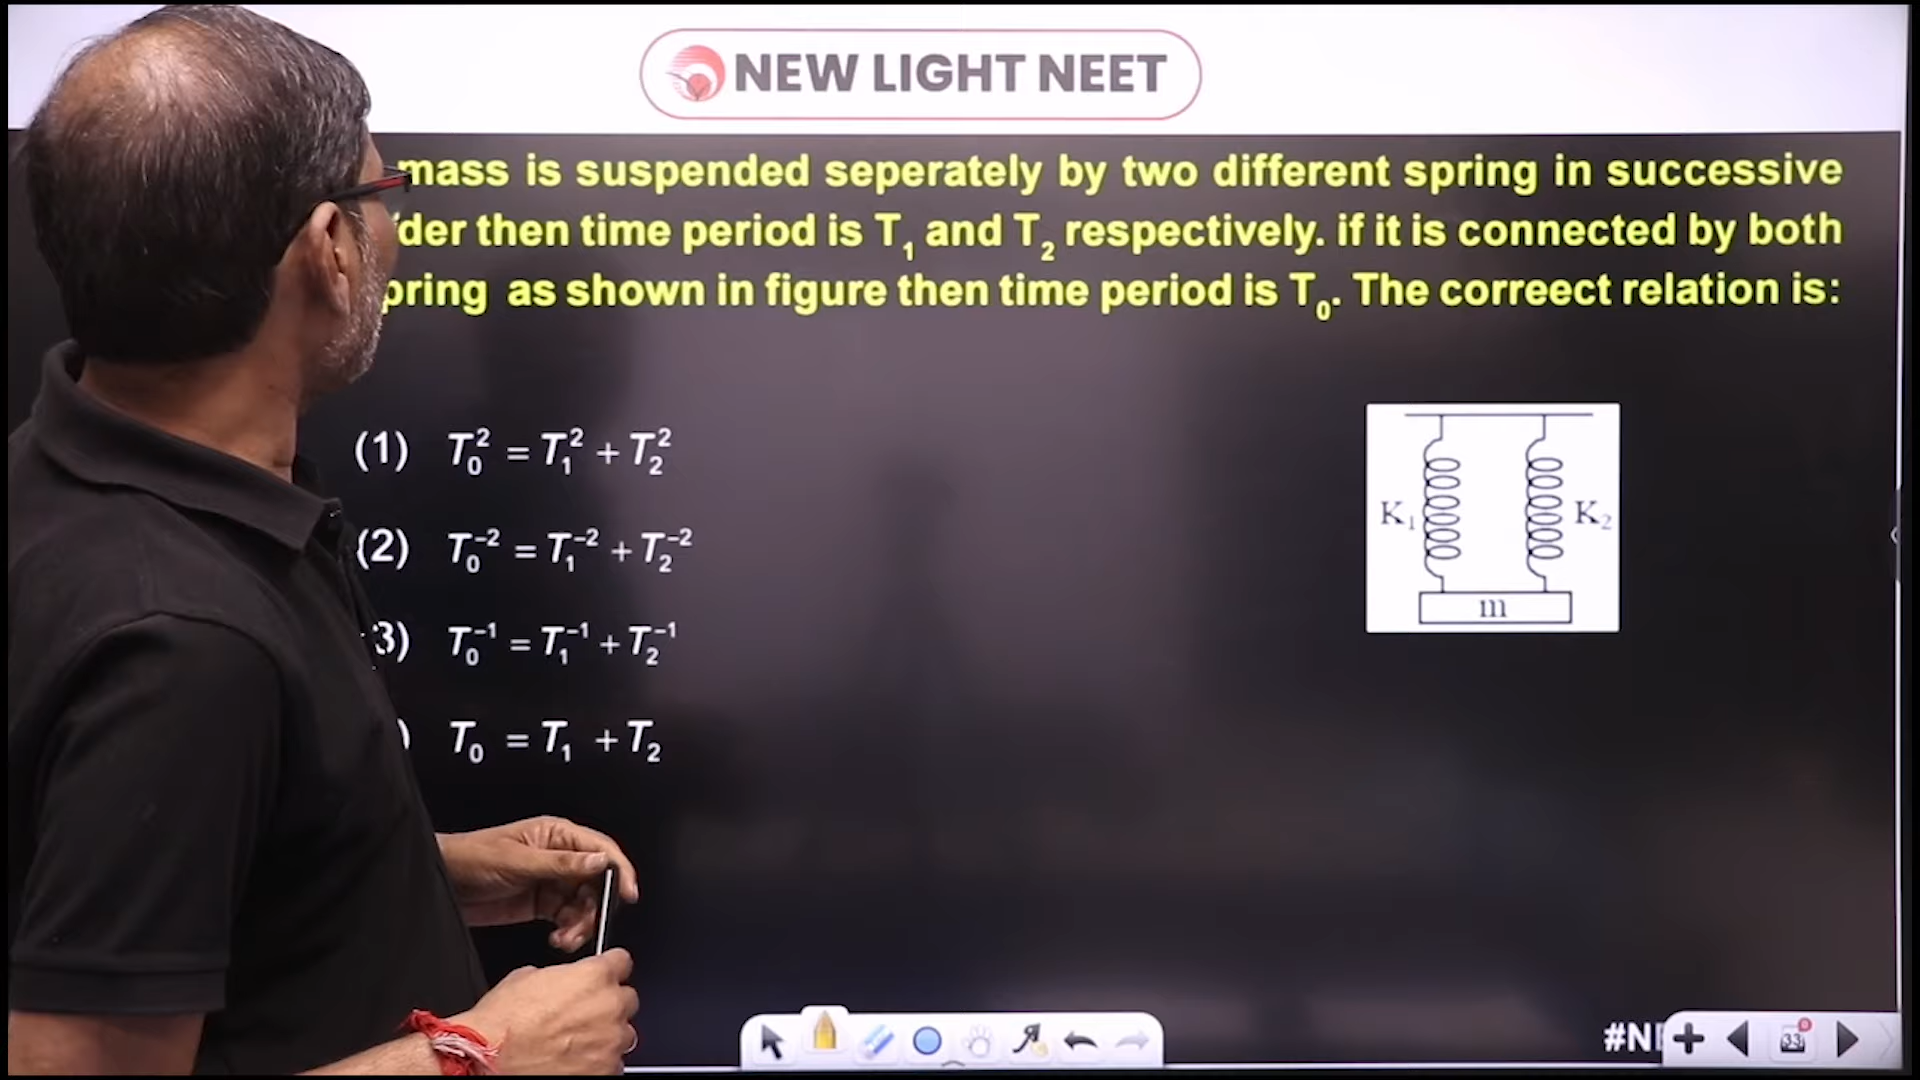 NEW LIGHT NEET
mass is suspended seperately by two different spring in successive
der then time period is T₁ and T₂ respectively. if it is connected by both
pring as shown in figure then time period is T₀. The correect relation is:
(1) T₀² = T₁² + T₂²
(2) T₀⁻² = T₁⁻² + T₂⁻²
3) T₀⁻¹ = T₁⁻¹ + T₂⁻¹
) T₀ = T₁ + T₂
K₁ K₂
m
#N
33